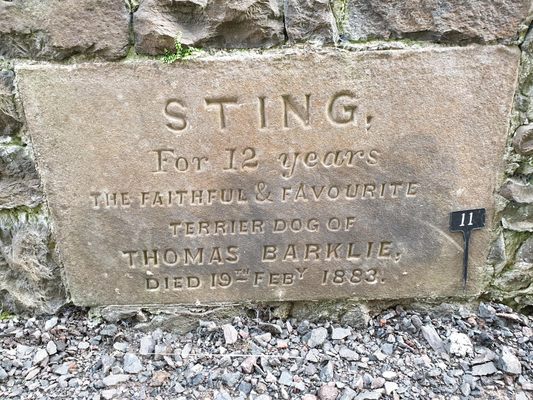 STING,
For 12 years
THE FAITHFUL & FAVOURITE
TERRIER DOG OF
THOMAS BARKLIE,
DIED 19TH FEBY 1883.
11